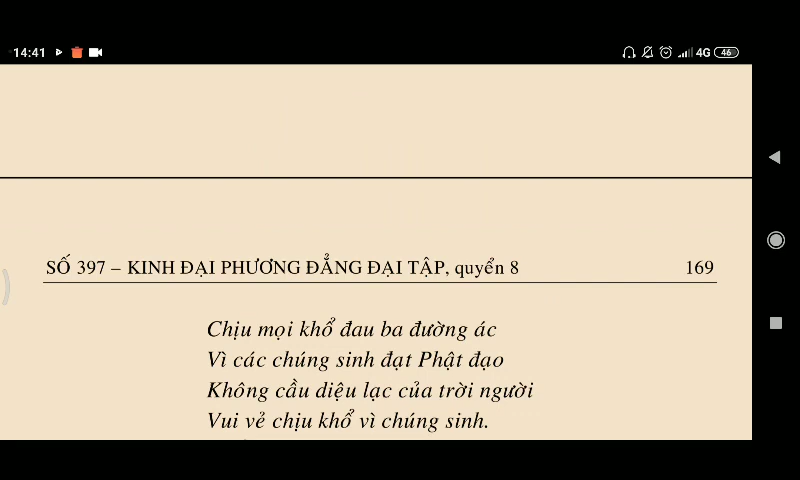 14:41
4G
46
SỐ 397 – KINH ĐẠI PHƯƠNG ĐẲNG ĐẠI TẬP, quyển 8
169
Chịu mọi khổ đau ba đường ác
Vì các chúng sinh đạt Phật đạo
Không cầu diệu lạc của trời người
Vui vẻ chịu khổ vì chúng sinh.